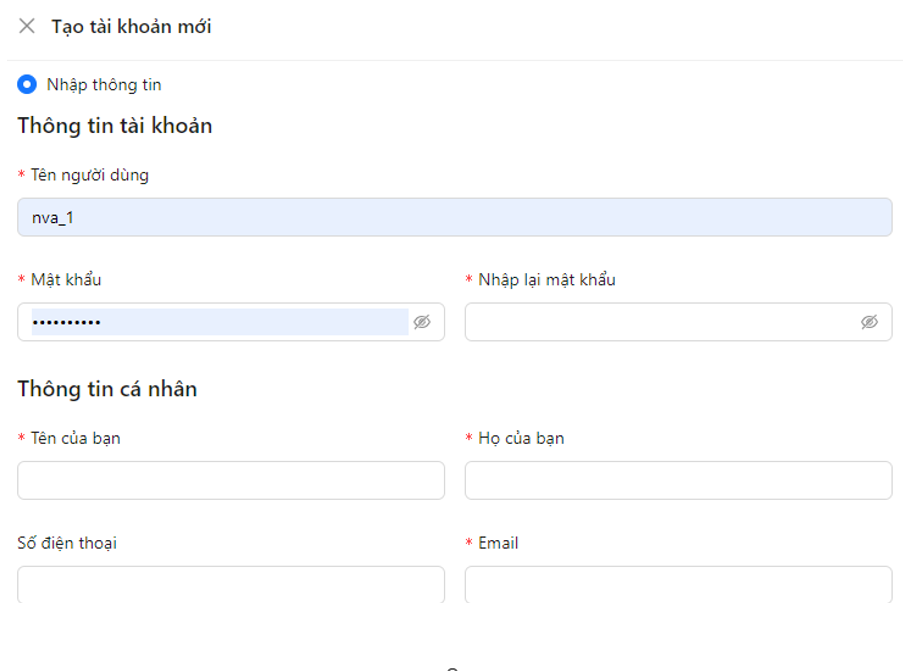 Tạo tài khoản mới
Nhập thông tin
Thông tin tài khoản
* Tên người dùng
nva_1
* Mật khẩu * Nhập lại mật khẩu
••••••••••
Thông tin cá nhân
* Tên của bạn * Họ của bạn
Số điện thoại * Email